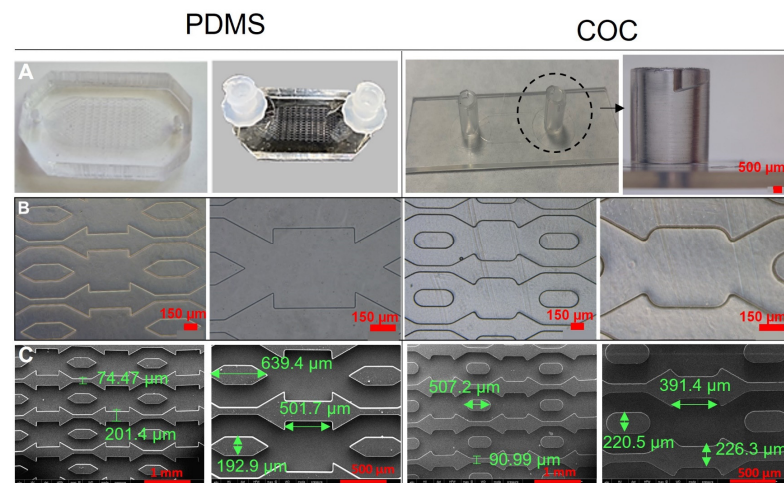 PDMS
COC
A
500 µm
B
150 µm
150 µm
150 µm
150 µm
C
74.47 µm
201.4 µm
1 mm
639.4 µm
501.7 µm
192.9 µm
500 µm
507.2 µm
90.99 µm
1 mm
391.4 µm
220.5 µm
226.3 µm
500 µm